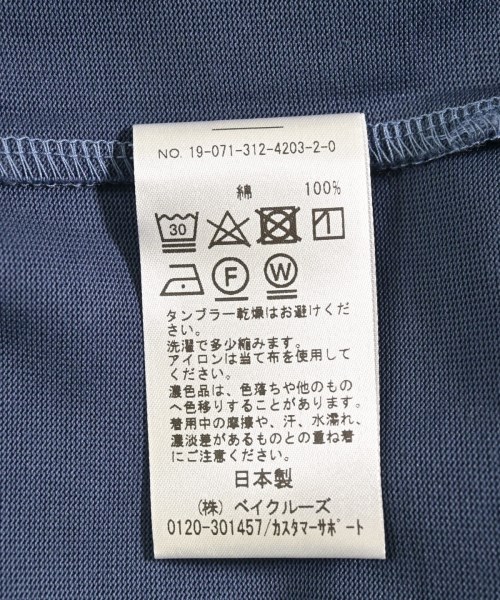 NO. 19-071-312-4203-2-0
綿 100%
30
F W
タンブラー乾燥はお避けくだ
さい。
洗濯で多少縮みます。
アイロンは当て布を使用して
ください。
濃色品は、色落ちや他のもの
へ色移りすることがあります。
着用中の摩擦や、汗、水濡れ、
濃淡差があるものとの重ね着
にご注意ください。
日本製
(株) ベイクルーズ
0120-301457/カスタマーサポート